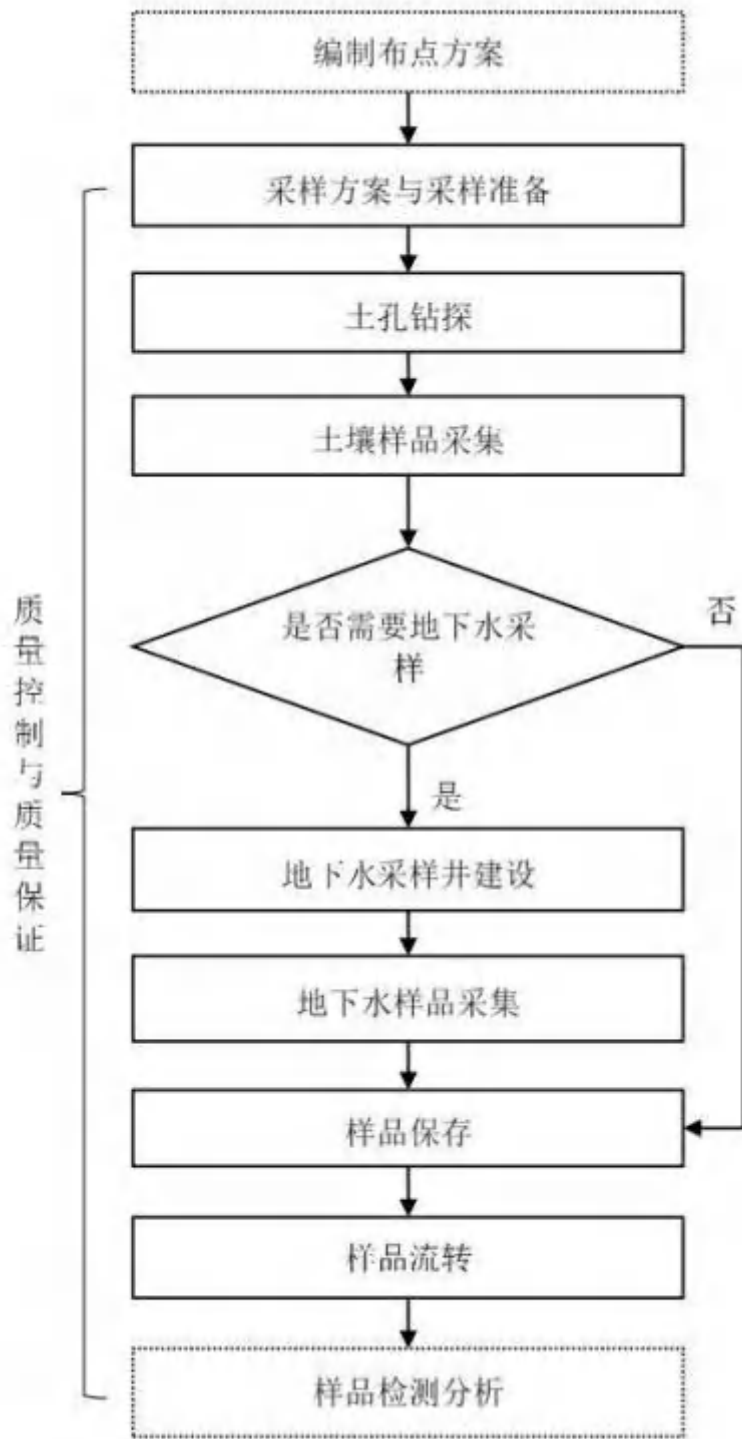 编制布点方案
采样方案与采样准备
土孔钻探
土壤样品采集
是否需要地下水采
样
否
是
地下水采样井建设
地下水样品采集
样品保存
样品流转
样品检测分析
质量控制与质量保证